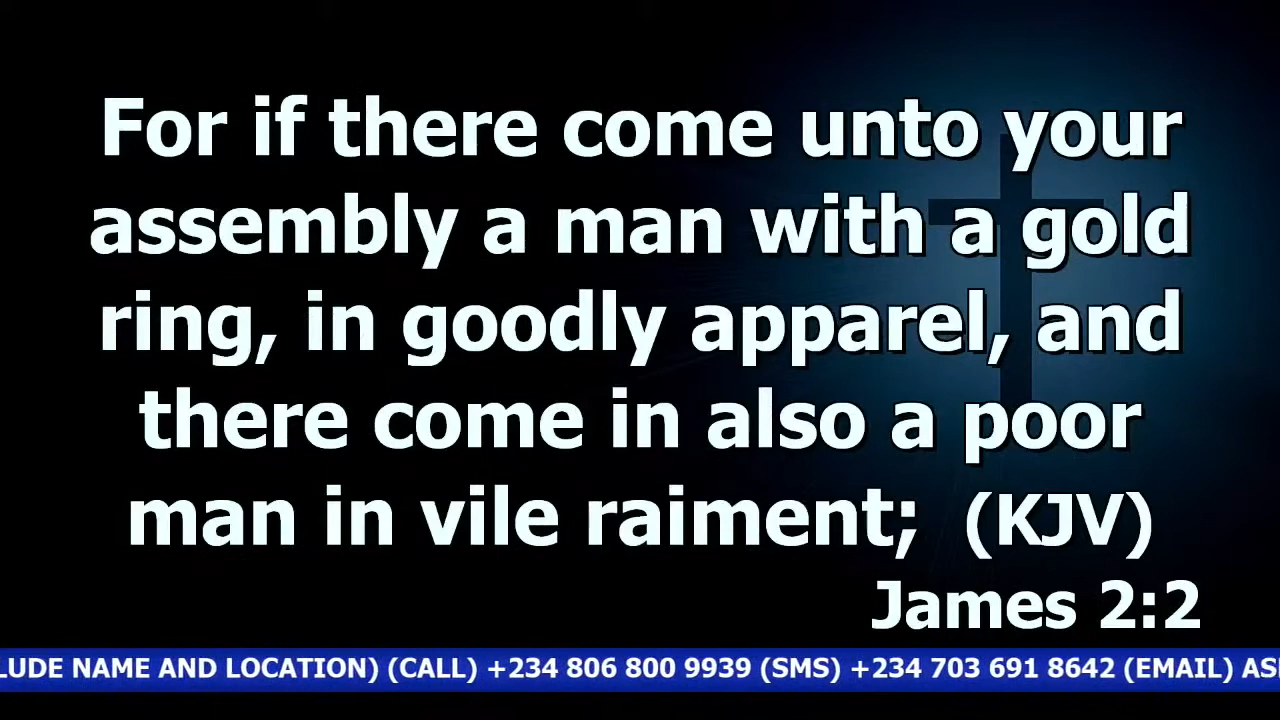 For if there come unto your
assembly a man with a gold
ring, in goodly apparel, and
there come in also a poor
man in vile raiment; (KJV)
James 2:2
LUDE NAME AND LOCATION) (CALL) +234 806 800 9939 (SMS) +234 703 691 8642 (EMAIL)